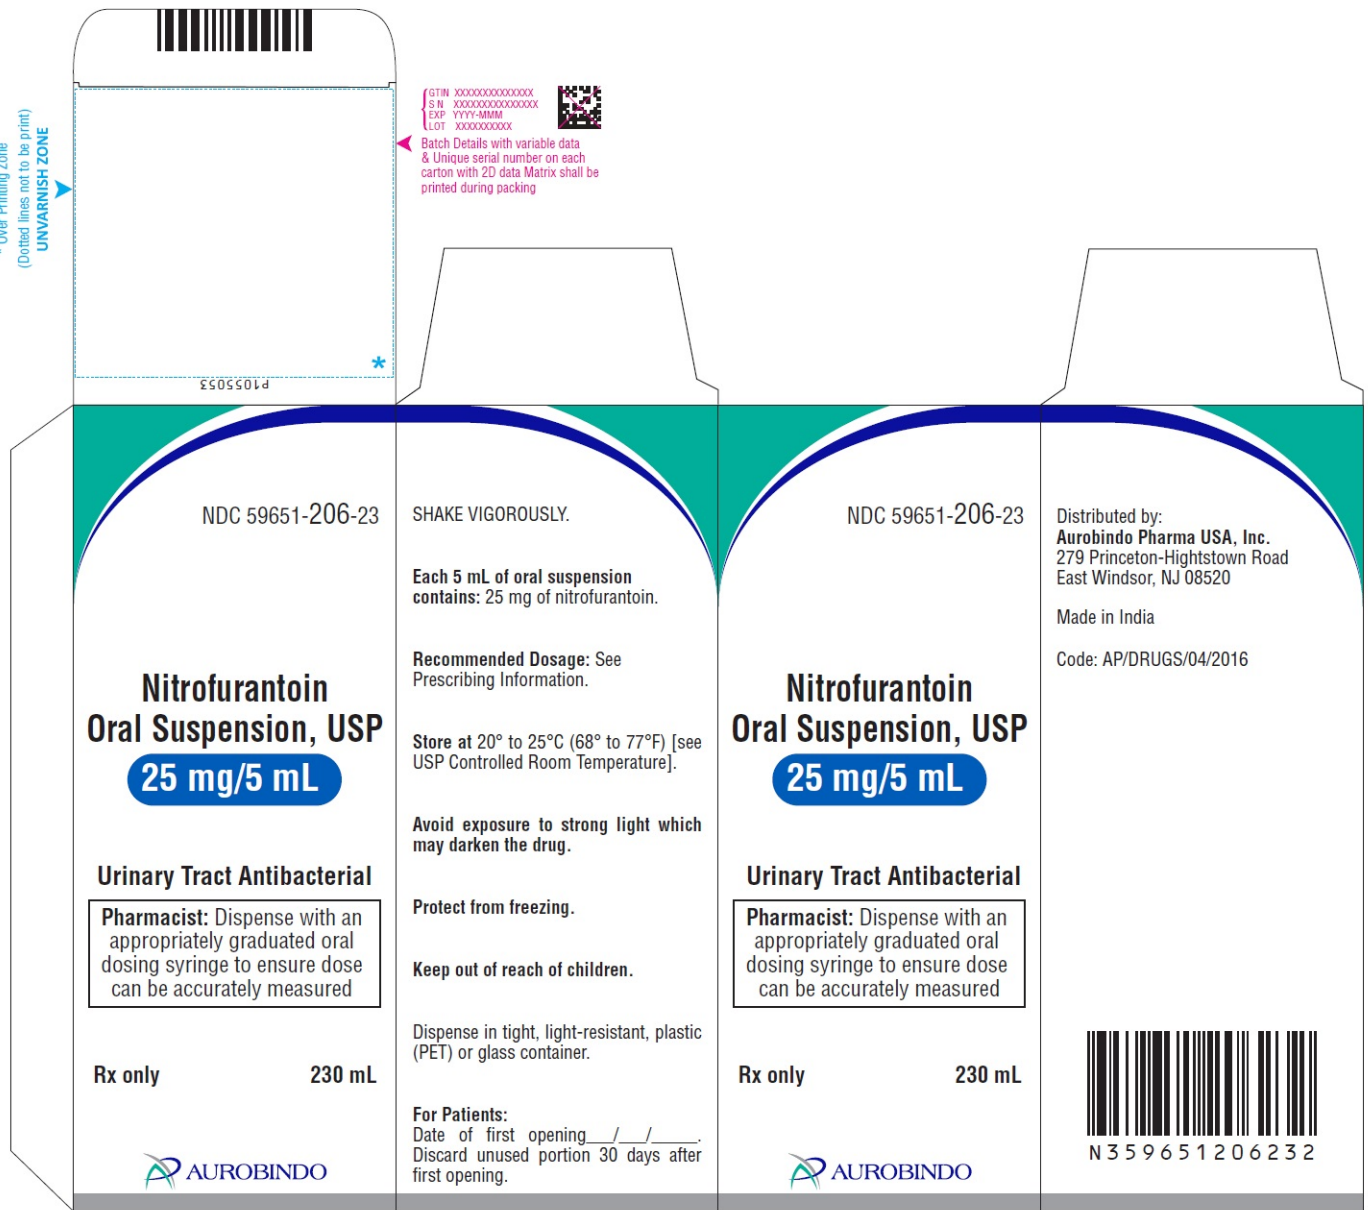 * Over Printing Zone
(Dotted lines not to be print)
UNVARNISH ZONE
GTIN XXXXXXXXXXXXXX
S N XXXXXXXXXXXXXXX
EXP YYYY-MMM
LOT XXXXXXXXXX
Batch Details with variable data
& Unique serial number on each
carton with 2D data Matrix shall be
printed during packing
*
P1055053
NDC 59651-206-23
Nitrofurantoin
Oral Suspension, USP
25 mg/5 mL
Urinary Tract Antibacterial
Pharmacist: Dispense with an
appropriately graduated oral
dosing syringe to ensure dose
can be accurately measured
Rx only 230 mL
AUROBINDO
SHAKE VIGOROUSLY.
Each 5 mL of oral suspension
contains: 25 mg of nitrofurantoin.
Recommended Dosage: See
Prescribing Information.
Store at 20° to 25°C (68° to 77°F) [see
USP Controlled Room Temperature].
Avoid exposure to strong light which
may darken the drug.
Protect from freezing.
Keep out of reach of children.
Dispense in tight, light-resistant, plastic
(PET) or glass container.
For Patients:
Date of first opening___/___/_____.
Discard unused portion 30 days after
first opening.
NDC 59651-206-23
Nitrofurantoin
Oral Suspension, USP
25 mg/5 mL
Urinary Tract Antibacterial
Pharmacist: Dispense with an
appropriately graduated oral
dosing syringe to ensure dose
can be accurately measured
Rx only 230 mL
AUROBINDO
Distributed by:
Aurobindo Pharma USA, Inc.
279 Princeton-Hightstown Road
East Windsor, NJ 08520
Made in India
Code: AP/DRUGS/04/2016
N359651206232